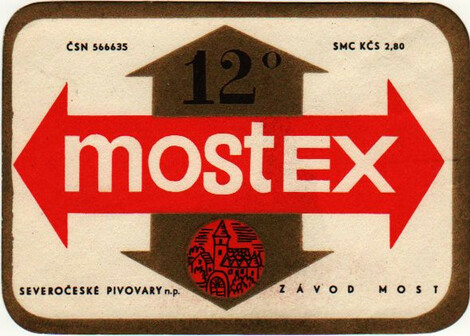 ČSN 566635
SMC KČS 2,80
12°
mostEX
SEVEROČESKÉ PIVOVARY n.p.
ZÁVOD MOST